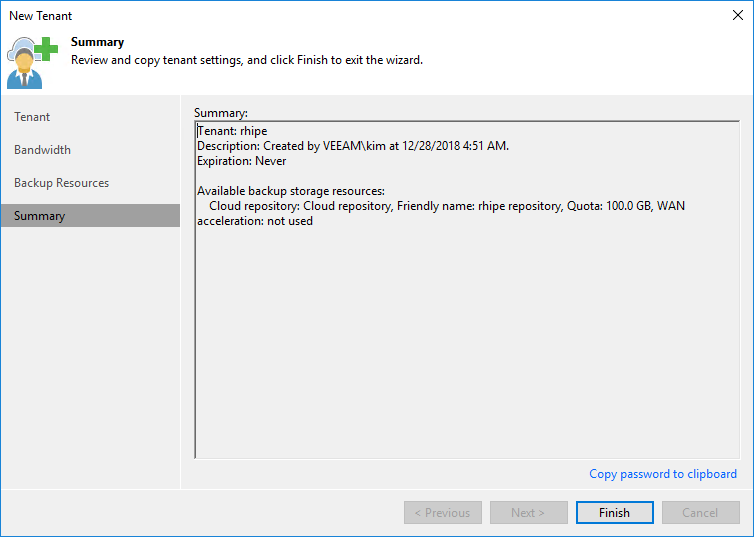 New Tenant
Summary
Review and copy tenant settings, and click Finish to exit the wizard.
Tenant
Bandwidth
Backup Resources
Summary
Summary:
Tenant: rhipe
Description: Created by VEEAM\kim at 12/28/2018 4:51 AM.
Expiration: Never
Available backup storage resources:
Cloud repository: Cloud repository, Friendly name: rhipe repository, Quota: 100.0 GB, WAN
acceleration: not used
Copy password to clipboard
< Previous
Next >
Finish
Cancel